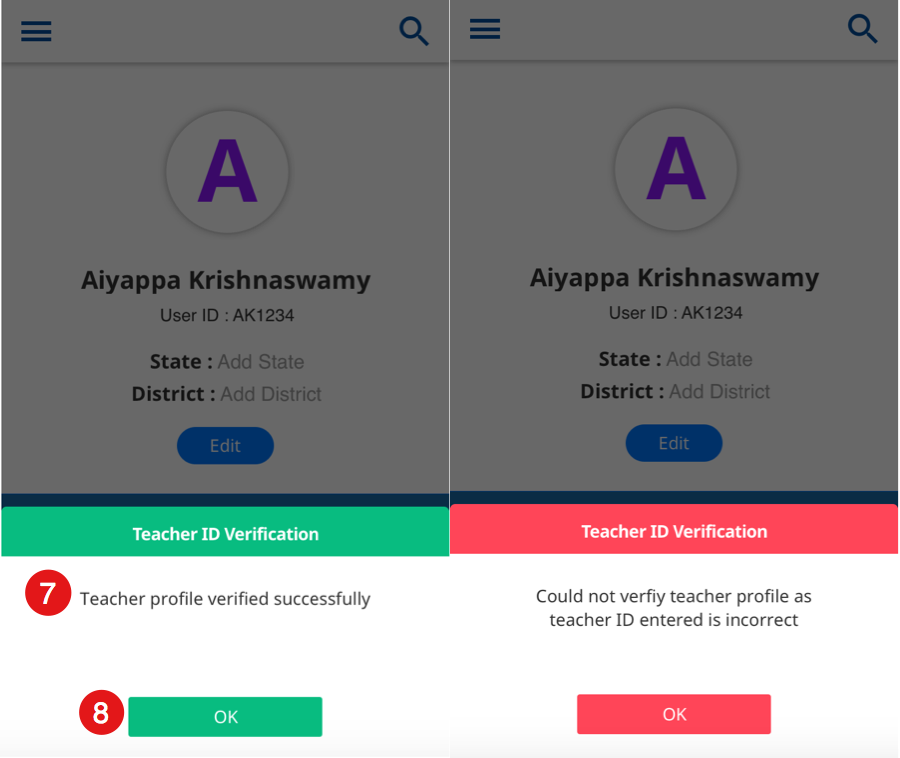 A
Aiyappa Krishnaswamy
User ID : AK1234
State : Add State
District : Add District
Edit
Teacher ID Verification
7
Teacher profile verified successfully
8
OK
A
Aiyappa Krishnaswamy
User ID : AK1234
State : Add State
District : Add District
Edit
Teacher ID Verification
Could not verfiy teacher profile as
teacher ID entered is incorrect
OK